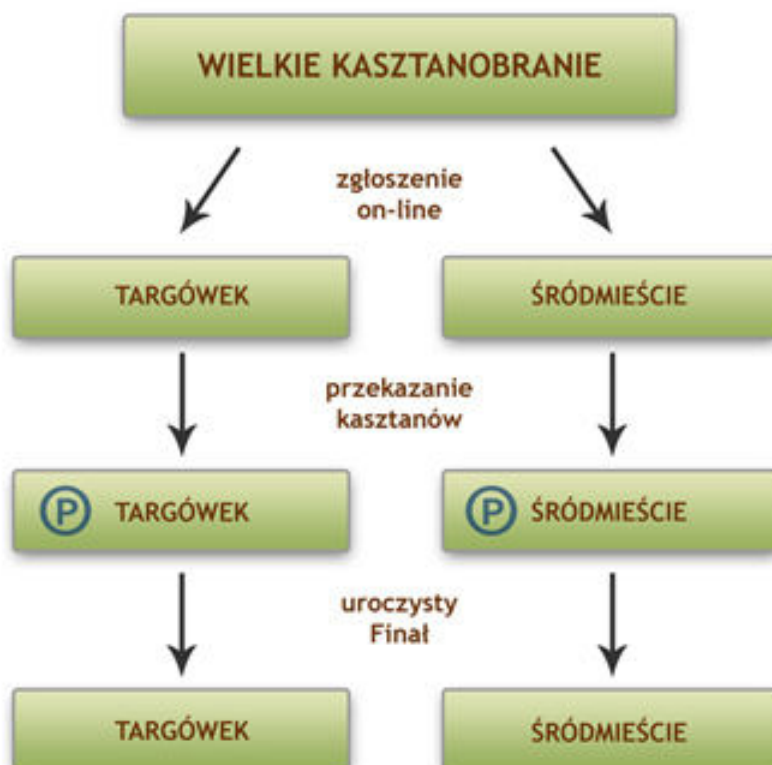 WIELKIE KASZTANOBRANIE
zgłoszenie
on-line
TARGÓWEK
ŚRÓDMIEŚCIE
przekazanie
kasztanów
P TARGÓWEK
P ŚRÓDMIEŚCIE
uroczysty
Finał
TARGÓWEK
ŚRÓDMIEŚCIE